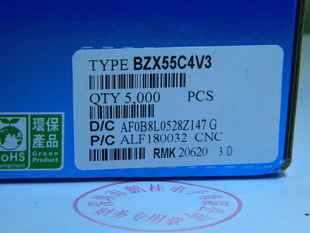 TYPE BZX55C4V3
QTY 5,000 PCS
D/C AF0B8L0528Z147 G
P/C ALF180032 CNC
RMK 20620 3 D
環保
產品
Green
Product
RoHS